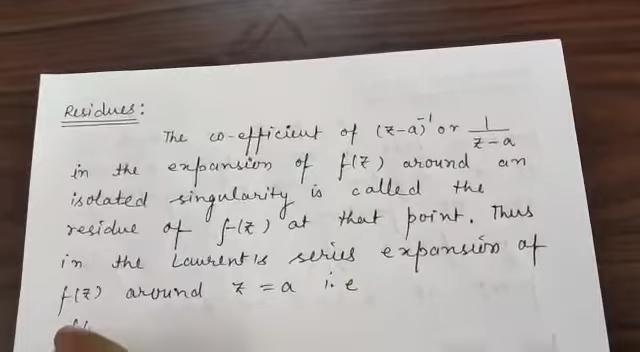 Residues:
The co-efficient of (z-a)⁻¹ or 1/(z-a)
in the expansion of f(z) around an
isolated singularity is called the
residue of f(z) at that point. Thus
in the Laurent's series expansion of
f(z) around z = a i.e